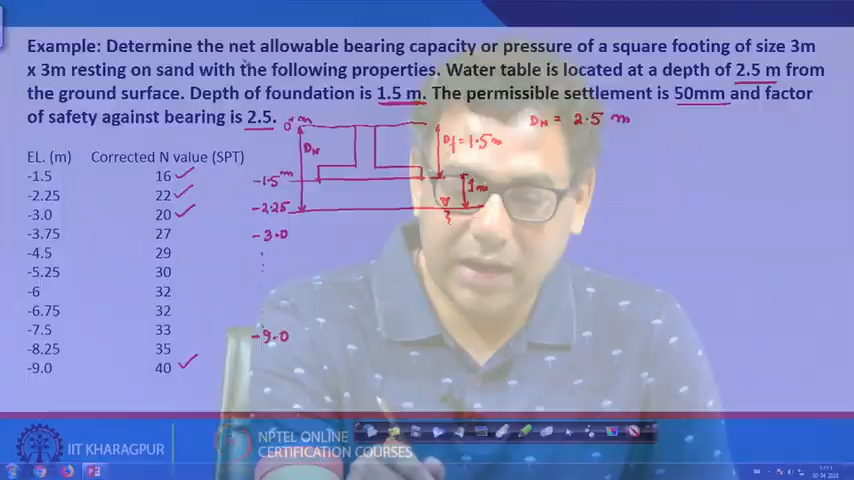 Example: Determine the net allowable bearing capacity or pressure of a square footing of size 3m
x 3m resting on sand with the following properties. Water table is located at a depth of 2.5 m from
the ground surface. Depth of foundation is 1.5 m. The permissible settlement is 50mm and factor
of safety against bearing is 2.5.
0 m
DN = 2.5 m
DN
Df = 1.5m
EL. (m) Corrected N value (SPT)
-1.5 16
-2.25 22
-3.0 20
-3.75 27
-4.5 29
-5.25 30
-6 32
-6.75 32
-7.5 33
-8.25 35
-9.0 40
-1.5 m
1m
-2.25
-3.0
-9.0
IIT KHARAGPUR
NPTEL ONLINE
CERTIFICATION COURSES